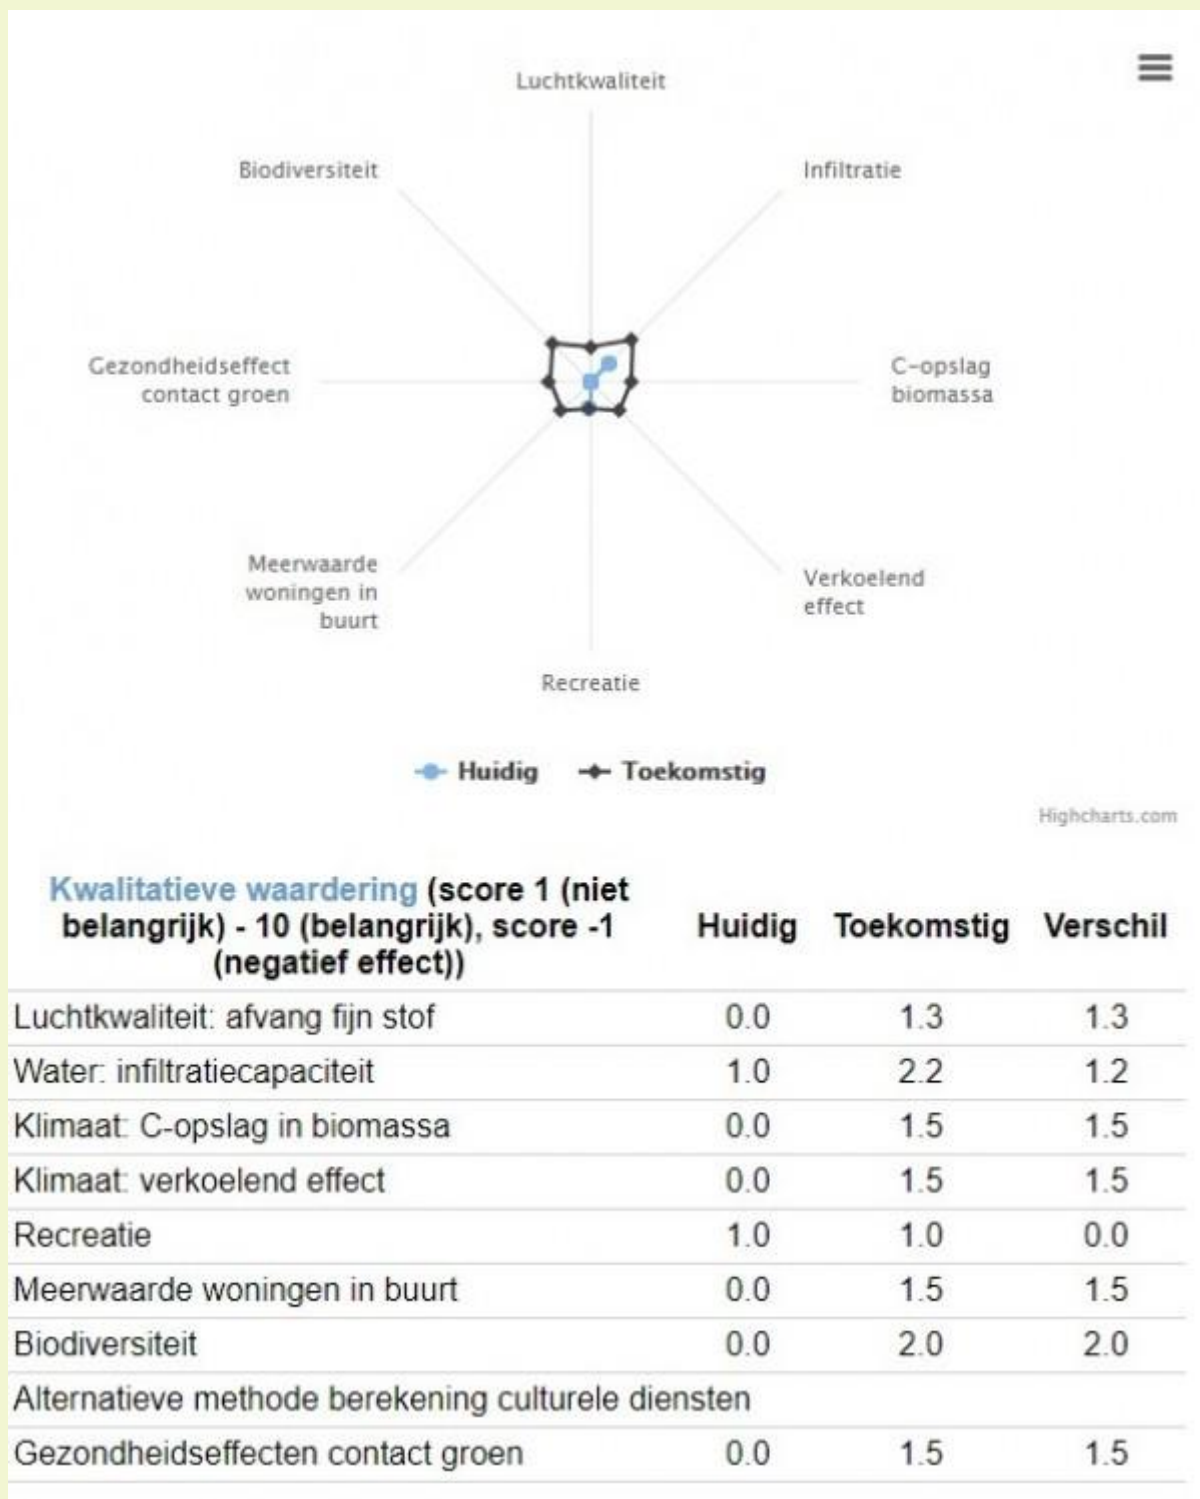 Luchtkwaliteit
Biodiversiteit
Infiltratie
Gezondheidseffect
contact groen
C-opslag
biomassa
Meerwaarde
woningen in
buurt
Verkoelend
effect
Recreatie
Huidig Toekomstig
Highcharts.com
Kwalitatieve waardering (score 1 (niet
belangrijk) - 10 (belangrijk), score -1
(negatief effect)) Huidig Toekomstig Verschil
Luchtkwaliteit: afvang fijn stof 0.0 1.3 1.3
Water: infiltratiecapaciteit 1.0 2.2 1.2
Klimaat: C-opslag in biomassa 0.0 1.5 1.5
Klimaat: verkoelend effect 0.0 1.5 1.5
Recreatie 1.0 1.0 0.0
Meerwaarde woningen in buurt 0.0 1.5 1.5
Biodiversiteit 0.0 2.0 2.0
Alternatieve methode berekening culturele diensten
Gezondheidseffecten contact groen 0.0 1.5 1.5